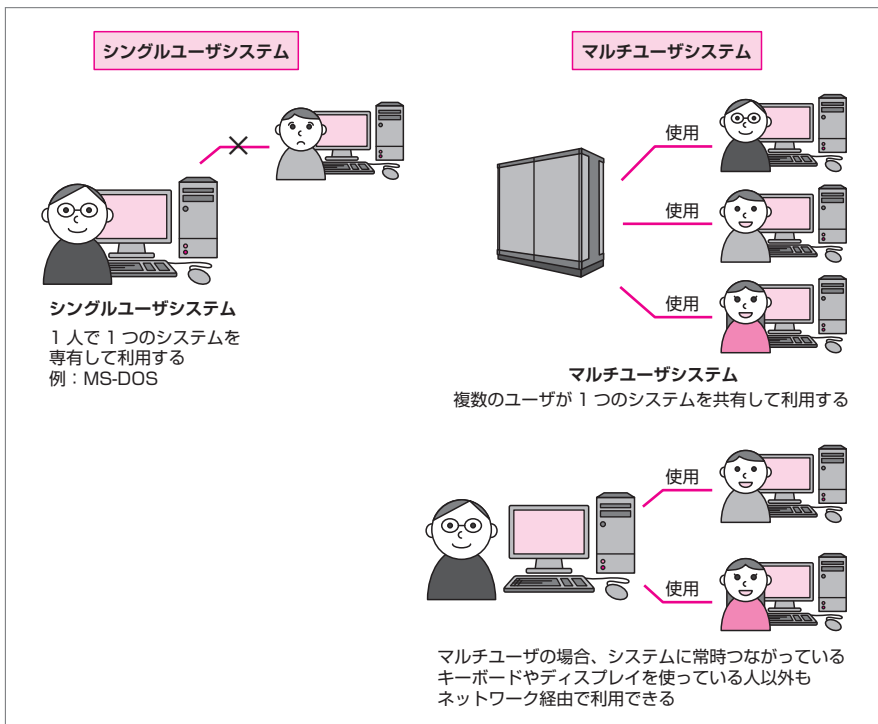 シングルユーザシステム
シングルユーザシステム
1 人で 1 つのシステムを
専有して利用する
例：MS-DOS
マルチユーザシステム
使用
使用
使用
マルチユーザシステム
複数のユーザが 1 つのシステムを共有して利用する
使用
使用
マルチユーザの場合、システムに常時つながっている
キーボードやディスプレイを使っている人以外も
ネットワーク経由で利用できる